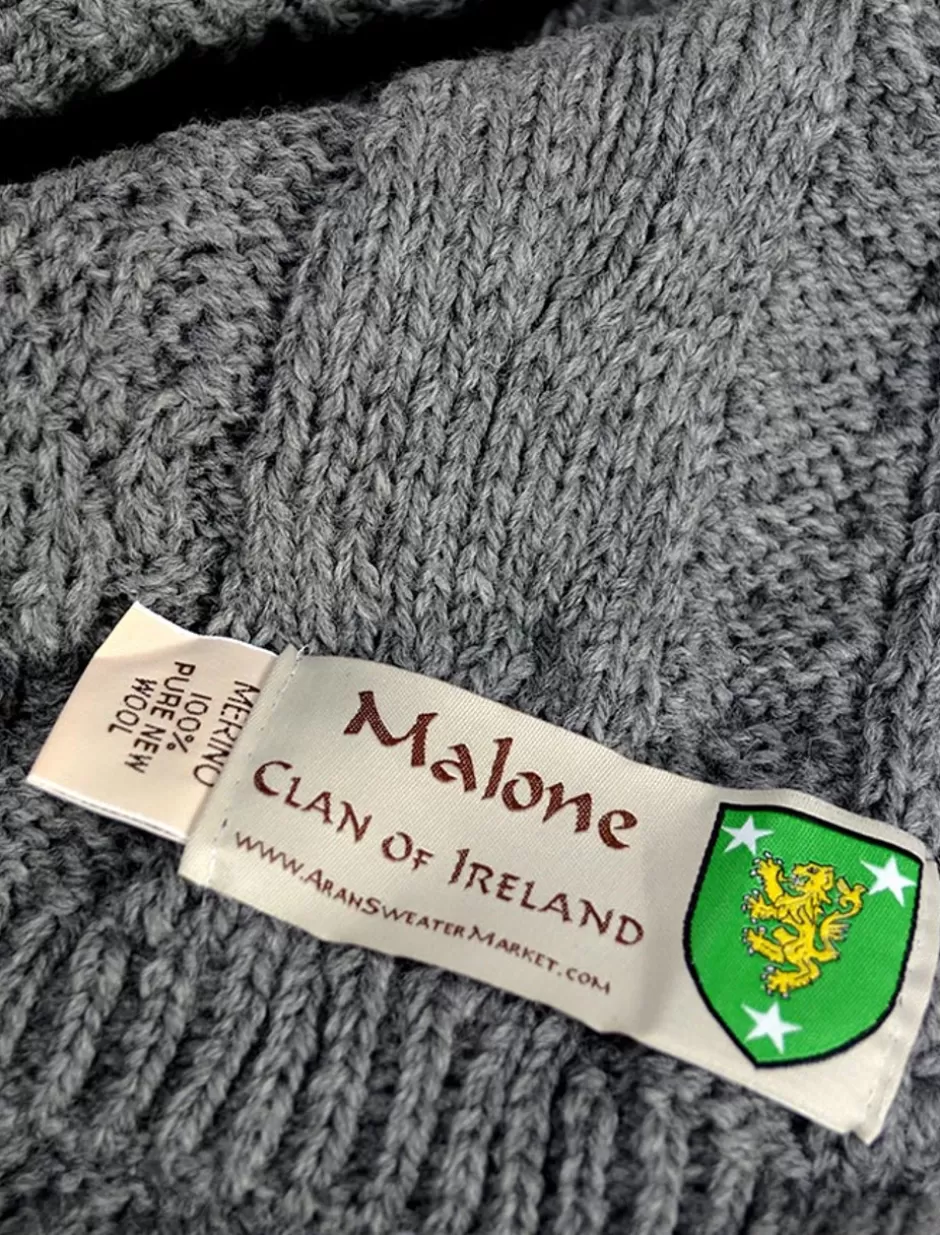 Malone
CLAN OF IRELAND
WWW.ARANSWEATERMARKET.COM
MERINO
100%
PURE NEW
WOOL